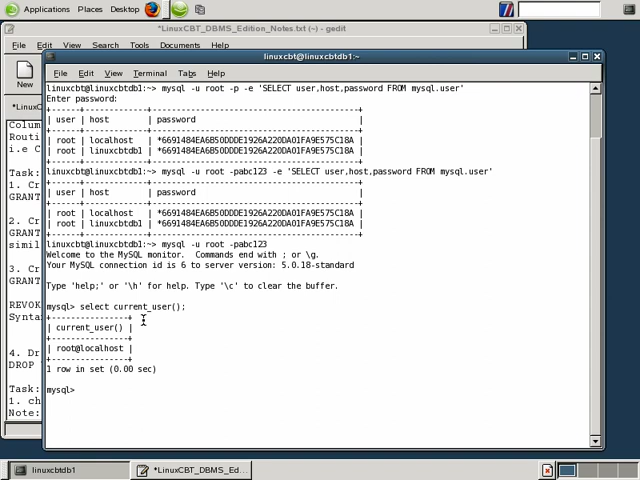 Applications Places Desktop
*LinuxCBT_DBMS_Edition_Notes.txt (~) - gedit
File Edit View Search Tools Documents Help
New
*LinuxC
Colum
Routi
i.e C
Task:
1. Cr
GRANT
2. Cr
GRANT
simil
3. Cr
GRANT
REVOK
Synta
4. Dr
DROP
Task:
1. ch
Note:
linuxcbt@linuxcbtdb1:~
File Edit View Terminal Tabs Help
linuxcbt@linuxcbtdb1:~> mysql -u root -p -e 'SELECT user,host,password FROM mysql.user'
Enter password:
+------+-------------+-------------------------------------------+
| user | host        | password                                  |
+------+-------------+-------------------------------------------+
| root | localhost   | *6691484EA6B50DDDE1926A220DA01FA9E575C18A |
| root | linuxcbtdb1 | *6691484EA6B50DDDE1926A220DA01FA9E575C18A |
+------+-------------+-------------------------------------------+
linuxcbt@linuxcbtdb1:~> mysql -u root -pabc123 -e 'SELECT user,host,password FROM mysql.user'
+------+-------------+-------------------------------------------+
| user | host        | password                                  |
+------+-------------+-------------------------------------------+
| root | localhost   | *6691484EA6B50DDDE1926A220DA01FA9E575C18A |
| root | linuxcbtdb1 | *6691484EA6B50DDDE1926A220DA01FA9E575C18A |
+------+-------------+-------------------------------------------+
linuxcbt@linuxcbtdb1:~> mysql -u root -pabc123
Welcome to the MySQL monitor.  Commands end with ; or \g.
Your MySQL connection id is 6 to server version: 5.0.18-standard
Type 'help;' or '\h' for help. Type '\c' to clear the buffer.
mysql> select current_user();
+----------------+
| current_user() |
+----------------+
| root@localhost |
+----------------+
1 row in set (0.00 sec)
mysql>
linuxcbtdb1
*LinuxCBT_DBMS_Ed...